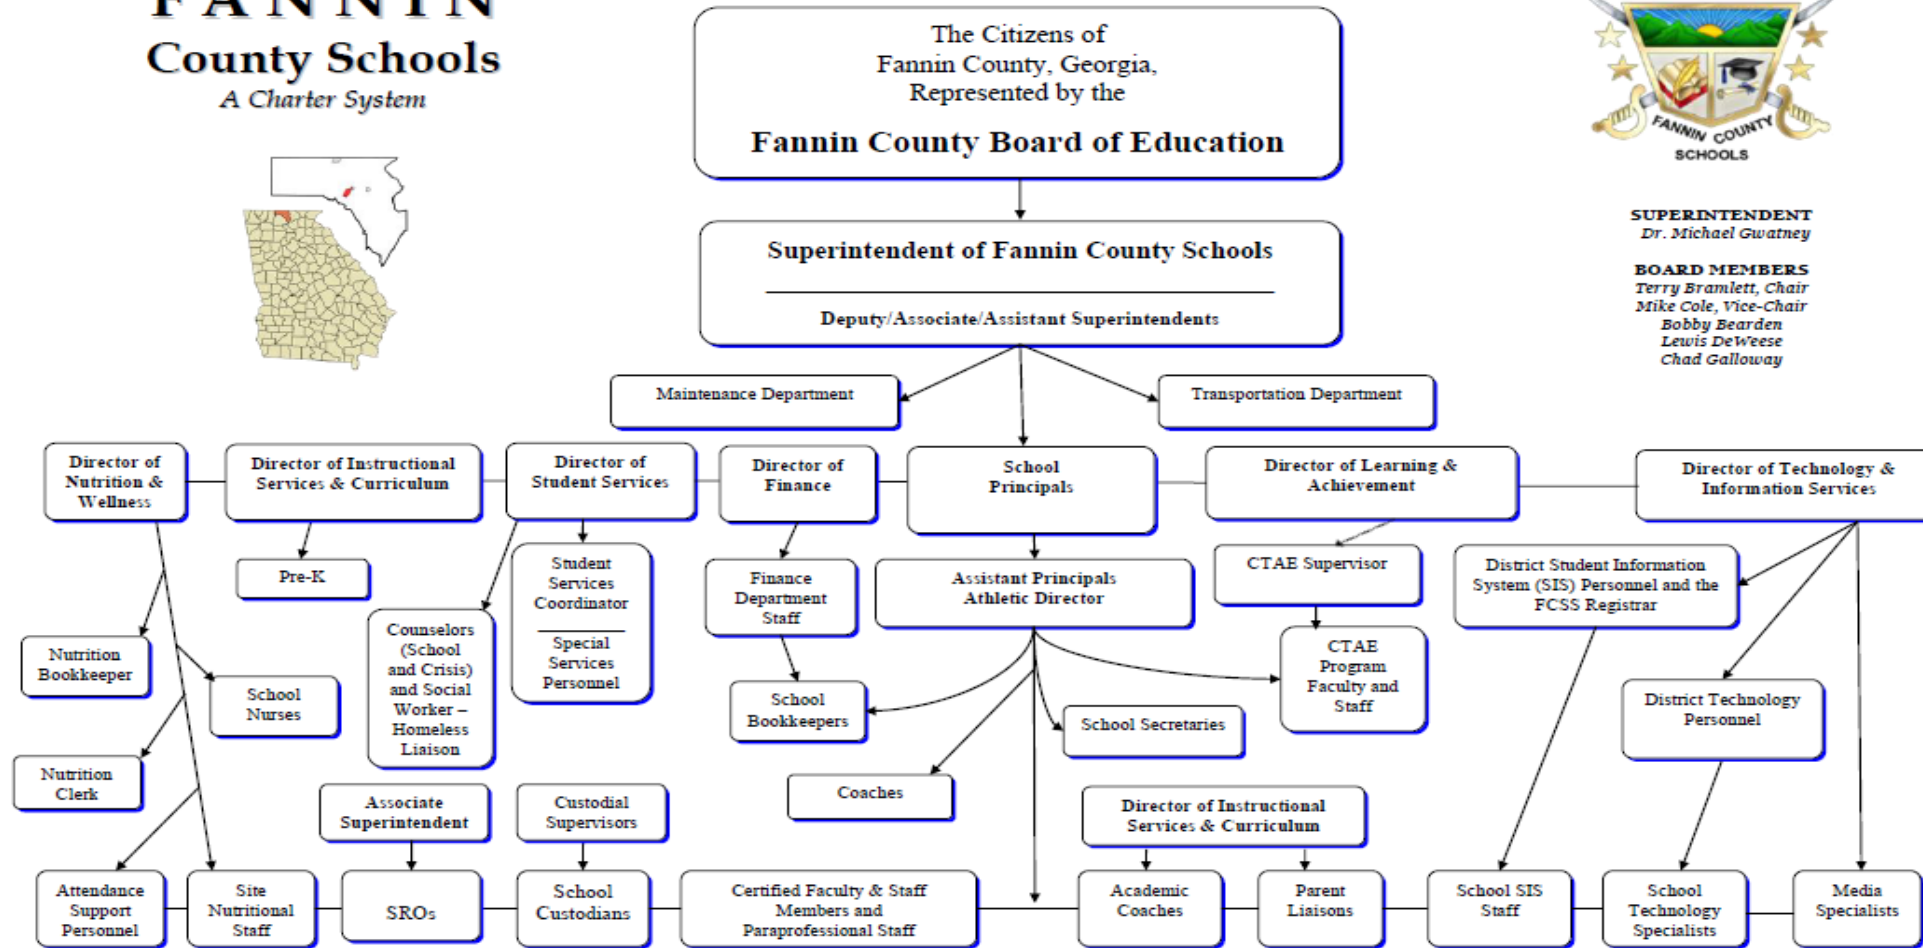 FANNIN
County Schools
A Charter System
The Citizens of
Fannin County, Georgia,
Represented by the
Fannin County Board of Education
FANNIN COUNTY
SCHOOLS
SUPERINTENDENT
Dr. Michael Gwatney
BOARD MEMBERS
Terry Bramlett, Chair
Mike Cole, Vice-Chair
Bobby Bearden
Lewis DeWeese
Chad Galloway
Superintendent of Fannin County Schools
Deputy/Associate/Assistant Superintendents
Maintenance Department
Transportation Department
Director of
Nutrition &
Wellness
Director of Instructional
Services & Curriculum
Director of
Student Services
Director of
Finance
School
Principals
Director of Learning &
Achievement
Director of Technology &
Information Services
Pre-K
Student
Services
Coordinator
Special
Services
Personnel
Finance
Department
Staff
Assistant Principals
Athletic Director
CTAE Supervisor
District Student Information
System (SIS) Personnel and the
FCSS Registrar
Nutrition
Bookkeeper
School
Nurses
Counselors
(School
and Crisis)
and Social
Worker –
Homeless
Liaison
School
Bookkeepers
School Secretaries
CTAE
Program
Faculty and
Staff
District Technology
Personnel
Nutrition
Clerk
Associate
Superintendent
Custodial
Supervisors
Coaches
Director of Instructional
Services & Curriculum
Attendance
Support
Personnel
Site
Nutritional
Staff
SROs
School
Custodians
Certified Faculty & Staff
Members and
Paraprofessional Staff
Academic
Coaches
Parent
Liaisons
School SIS
Staff
School
Technology
Specialists
Media
Specialists